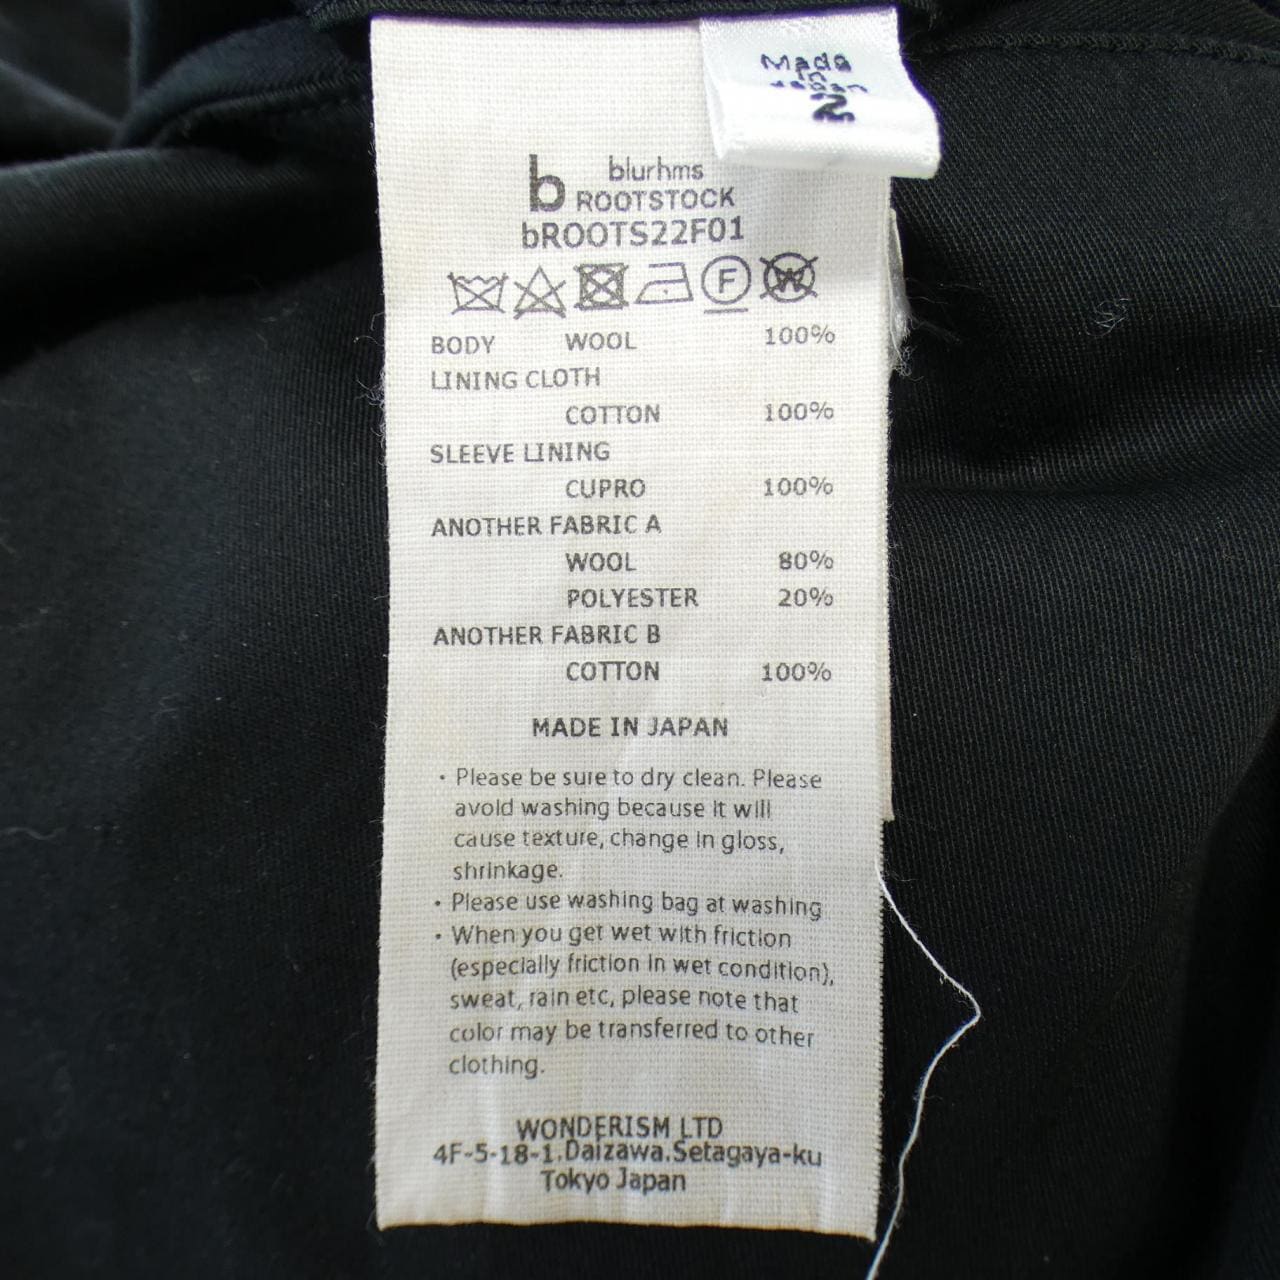 Made
in
Japan
2
b blurhms
ROOTSTOCK
bROOTS22F01
F W
BODY WOOL 100%
LINING CLOTH
COTTON 100%
SLEEVE LINING
CUPRO 100%
ANOTHER FABRIC A
WOOL 80%
POLYESTER 20%
ANOTHER FABRIC B
COTTON 100%
MADE IN JAPAN
・Please be sure to dry clean. Please
avoid washing because it will
cause texture, change in gloss,
shrinkage.
・Please use washing bag at washing
・When you get wet with friction
(especially friction in wet condition),
sweat, rain etc, please note that
color may be transferred to other
clothing.
WONDERISM LTD
4F-5-18-1.Daizawa.Setagaya-ku
Tokyo Japan